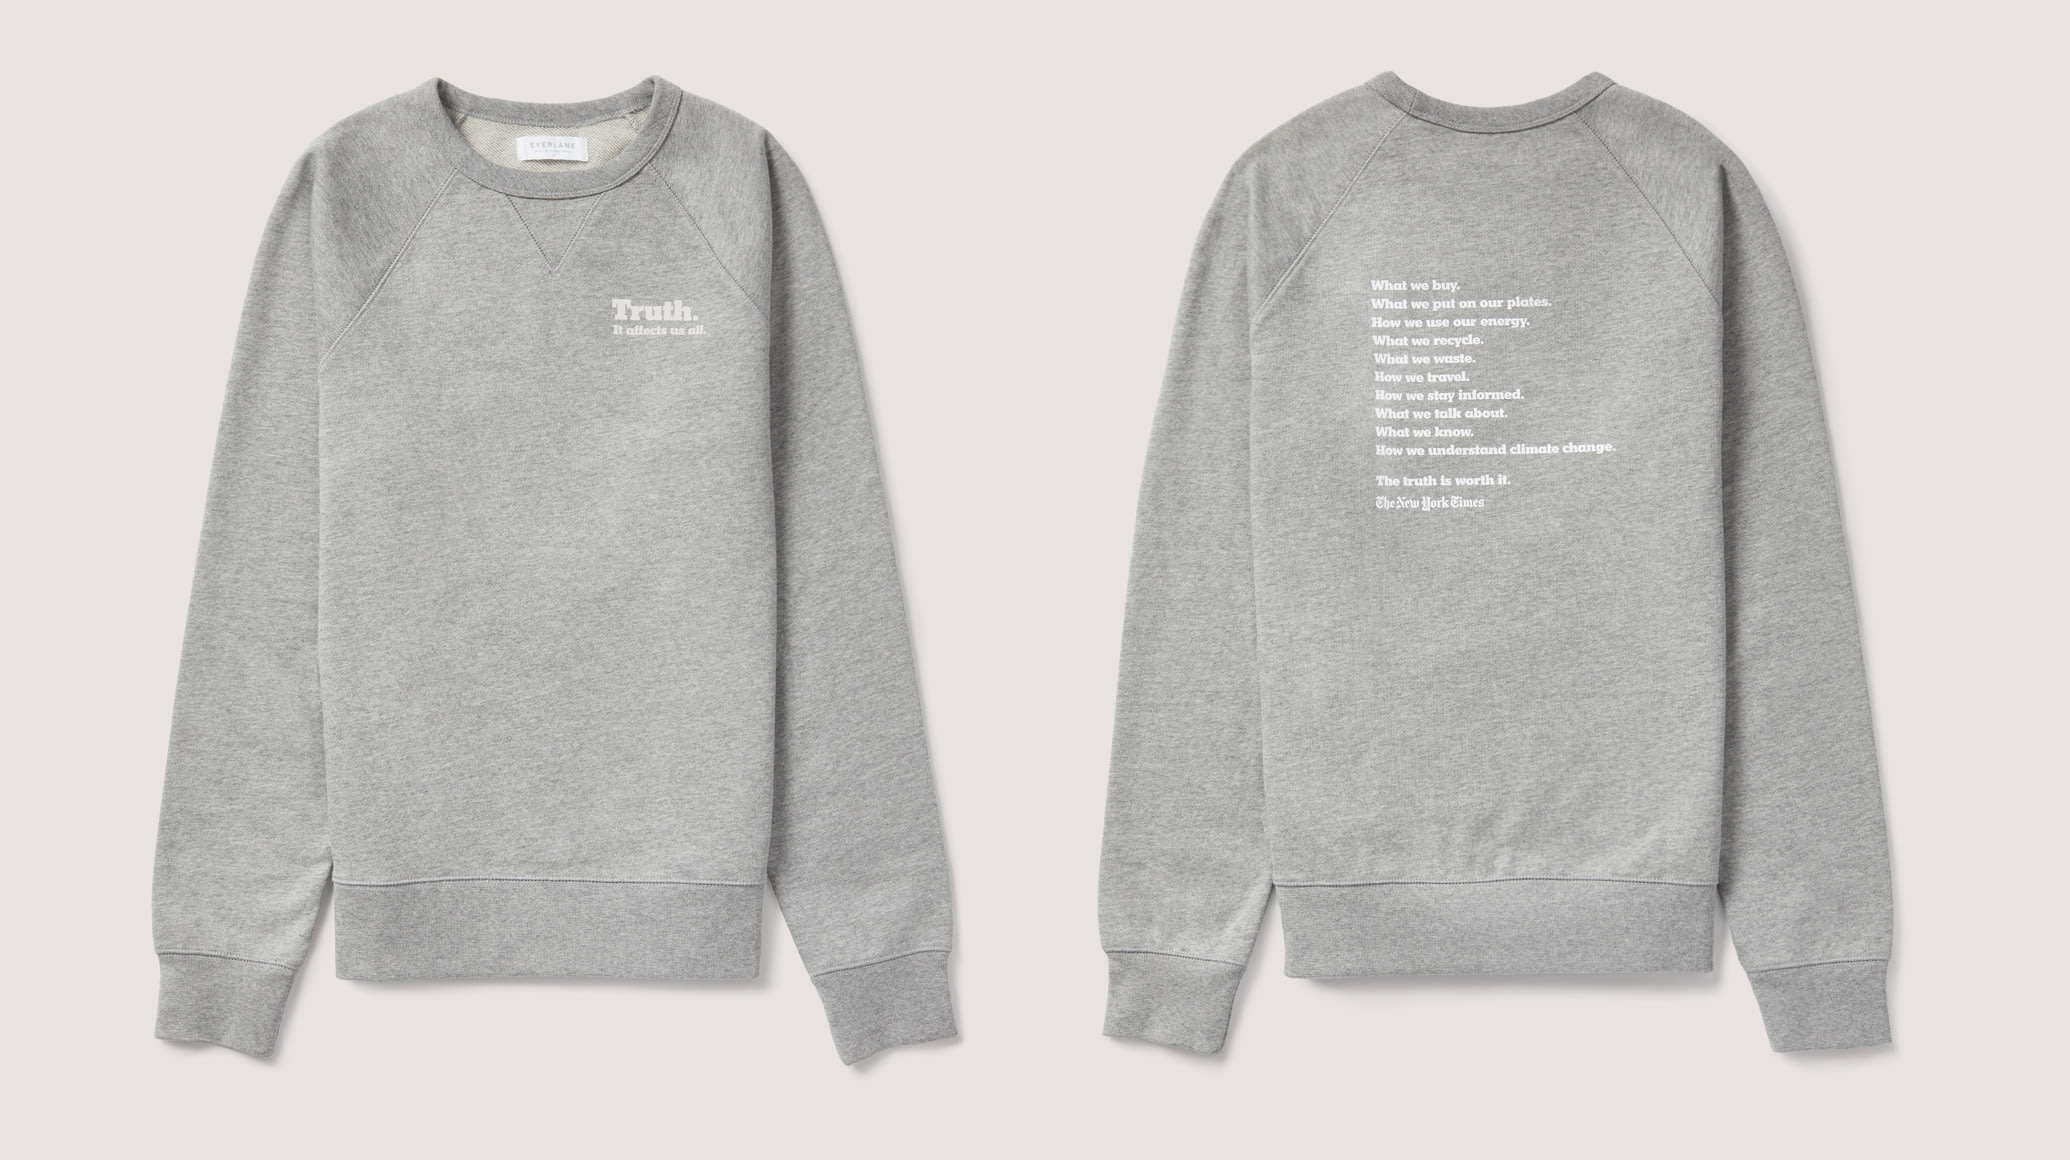 EVERLANE
Truth.
It affects us all.
What we buy.
What we put on our plates.
How we use our energy.
What we recycle.
What we waste.
How we travel.
How we stay informed.
What we talk about.
What we know.
How we understand climate change.
The truth is worth it.
The New York Times